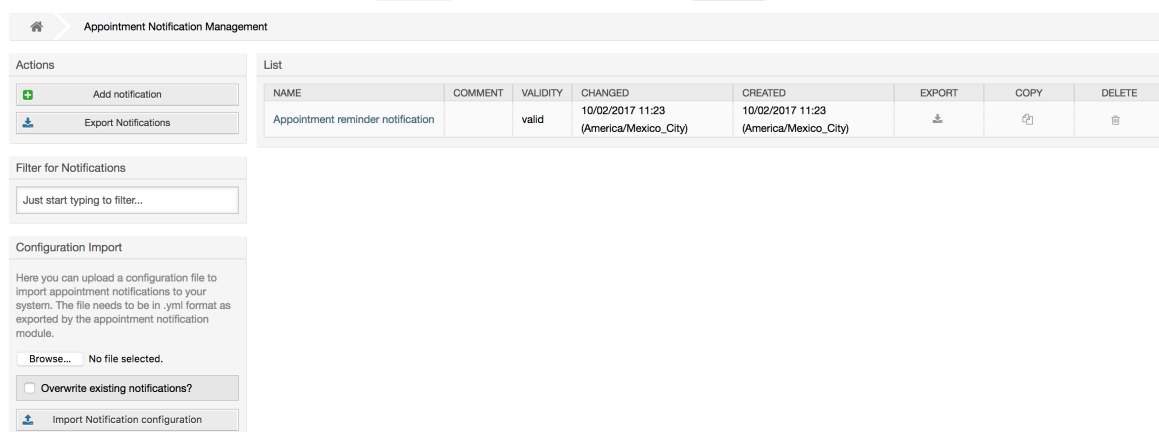 Appointment Notification Management
Actions
Add notification
Export Notifications
Filter for Notifications
Just start typing to filter...
Configuration Import
Here you can upload a configuration file to
import appointment notifications to your
system. The file needs to be in .yml format as
exported by the appointment notification
module.
Browse... No file selected.
Overwrite existing notifications?
Import Notification configuration
List
NAME COMMENT VALIDITY CHANGED CREATED EXPORT COPY DELETE
Appointment reminder notification valid 10/02/2017 11:23 10/02/2017 11:23
(America/Mexico_City) (America/Mexico_City)